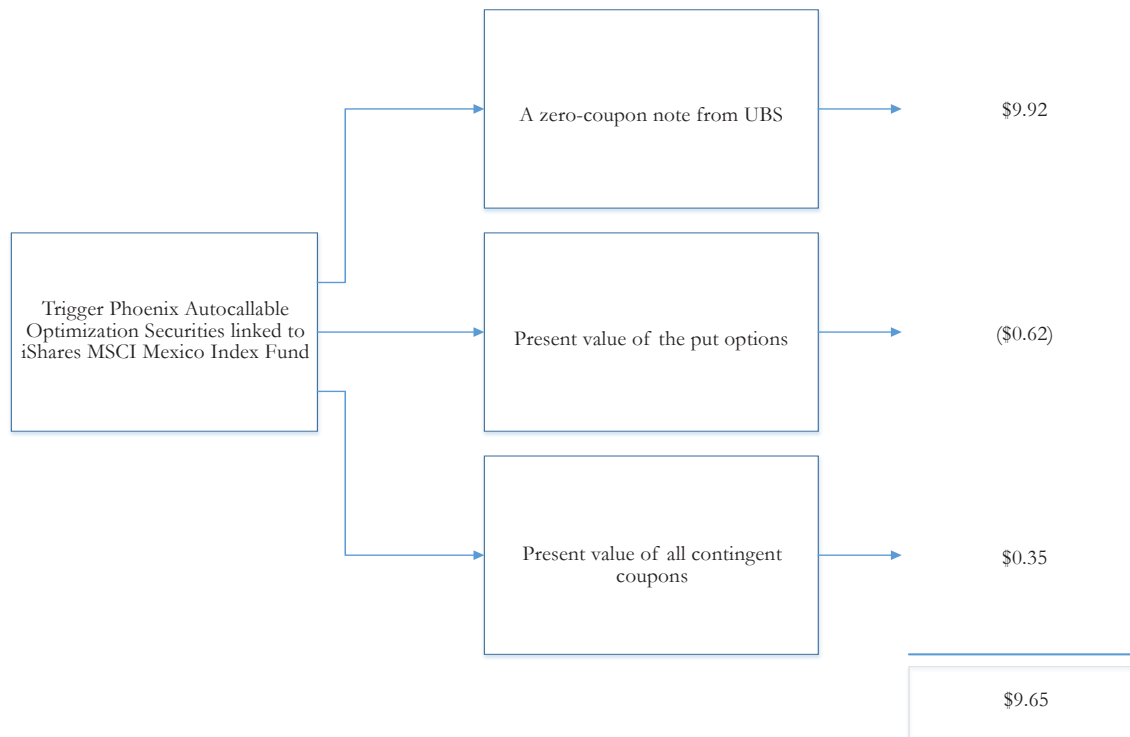 A zero-coupon note from UBS
$9.92
Trigger Phoenix Autocallable
Optimization Securities linked to
iShares MSCI Mexico Index Fund
Present value of the put options
($0.62)
Present value of all contingent
coupons
$0.35
$9.65